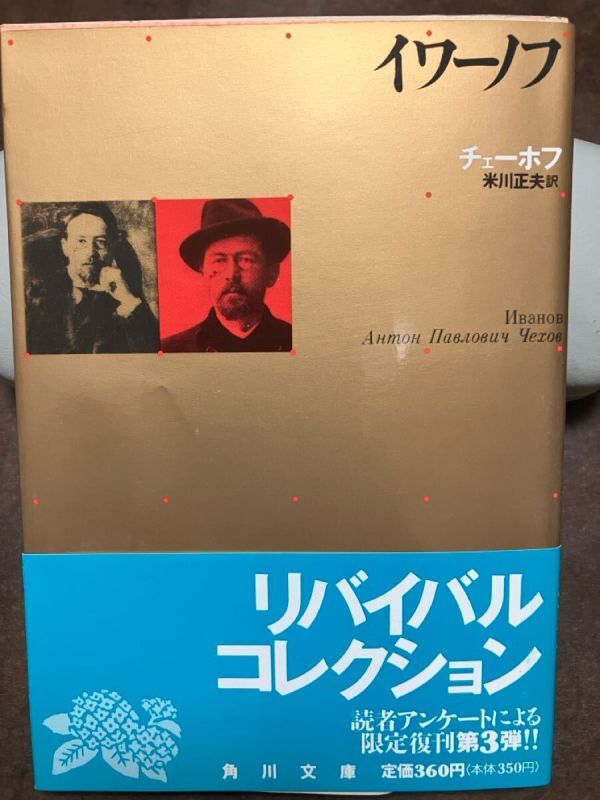 イワーノフ
チェーホフ
米川正夫訳
Иванов
Антон Павлович Чехов
リバイバル
コレクション
読者アンケートによる
限定復刊第3弾!!
角川文庫 定価360円〈本体350円〉